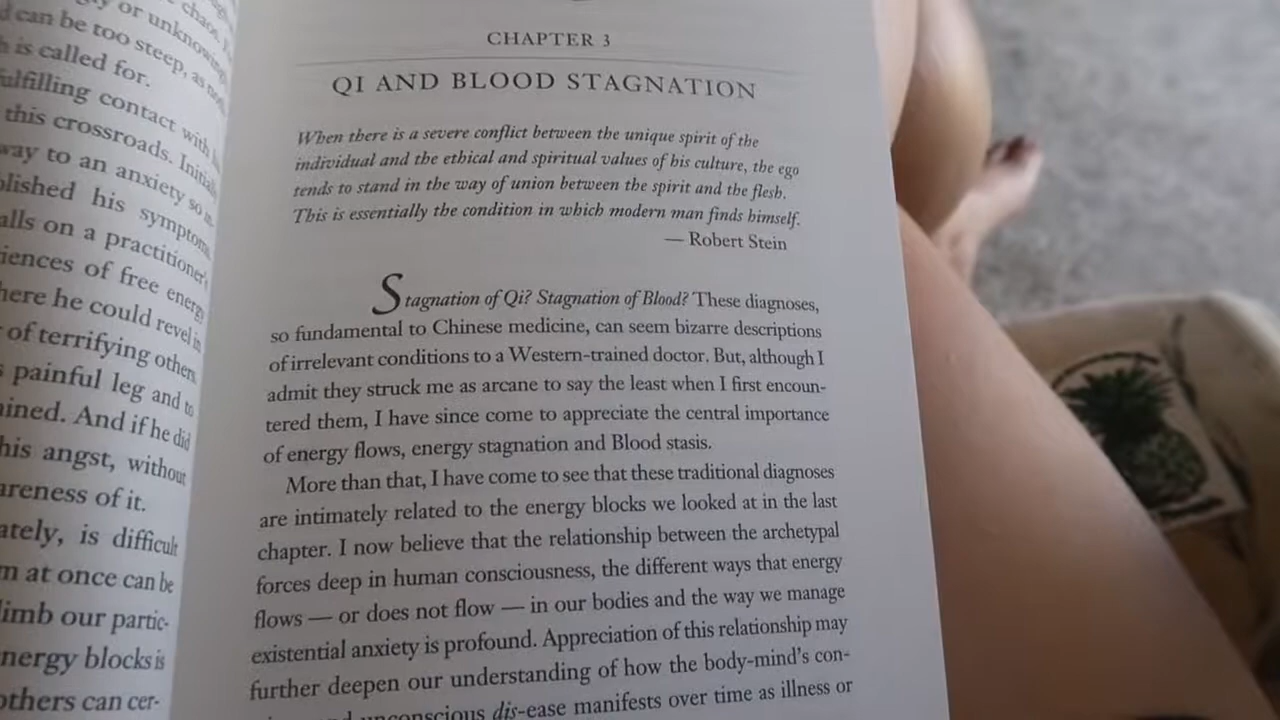 or unknowing
d can be too steep, as
is called for.
fulfilling contact with
this crossroads. Initially
way to an anxiety so
his symptoms
alls on a practitioner's
iences of free energy
here he could revel in
of terrifying others
painful leg and to
ained. And if he did
his angst, without
areness of it.
ately, is difficult
m at once can be
limb our partic-
nergy blocks is
others can cer-
CHAPTER 3
QI AND BLOOD STAGNATION
When there is a severe conflict between the unique spirit of the
individual and the ethical and spiritual values of his culture, the ego
tends to stand in the way of union between the spirit and the flesh.
This is essentially the condition in which modern man finds himself.
— Robert Stein
Stagnation of Qi? Stagnation of Blood? These diagnoses,
so fundamental to Chinese medicine, can seem bizarre descriptions
of irrelevant conditions to a Western-trained doctor. But, although I
admit they struck me as arcane to say the least when I first encoun-
tered them, I have since come to appreciate the central importance
of energy flows, energy stagnation and Blood stasis.
More than that, I have come to see that these traditional diagnoses
are intimately related to the energy blocks we looked at in the last
chapter. I now believe that the relationship between the archetypal
forces deep in human consciousness, the different ways that energy
flows — or does not flow — in our bodies and the way we manage
existential anxiety is profound. Appreciation of this relationship may
further deepen our understanding of how the body-mind's con-
unconscious dis-ease manifests over time as illness or